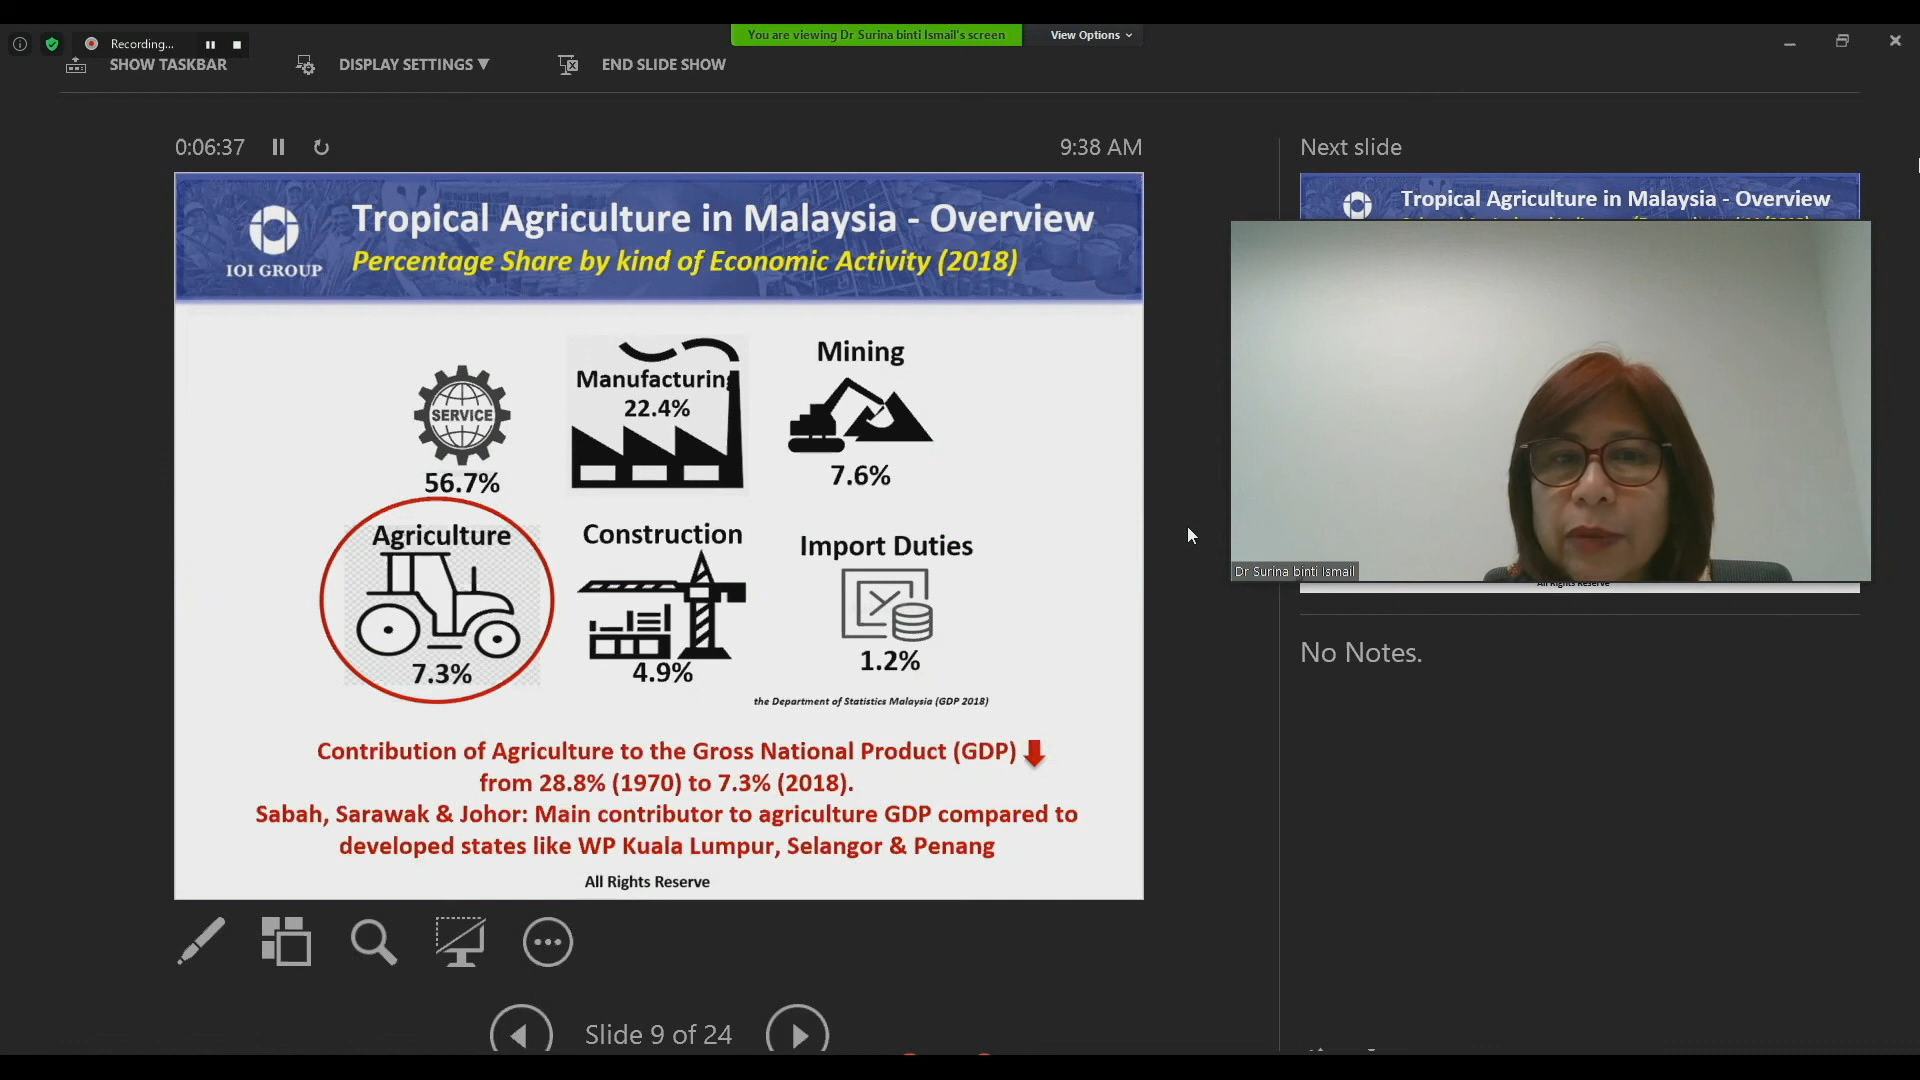 Recording...
You are viewing Dr Surina binti Ismail's screen
View Options
SHOW TASKBAR
DISPLAY SETTINGS
END SLIDE SHOW
0:06:37
9:38 AM
Next slide
IOI GROUP
Tropical Agriculture in Malaysia - Overview
Percentage Share by kind of Economic Activity (2018)
Tropical Agriculture in Malaysia - Overview
SERVICE
56.7%
Manufacturing
22.4%
Mining
7.6%
Agriculture
7.3%
Construction
4.9%
Import Duties
1.2%
the Department of Statistics Malaysia (GDP 2018)
Contribution of Agriculture to the Gross National Product (GDP)
from 28.8% (1970) to 7.3% (2018).
Sabah, Sarawak & Johor: Main contributor to agriculture GDP compared to
developed states like WP Kuala Lumpur, Selangor & Penang
All Rights Reserve
Dr Surina binti Ismail
All Rights Reserve
No Notes.
Slide 9 of 24